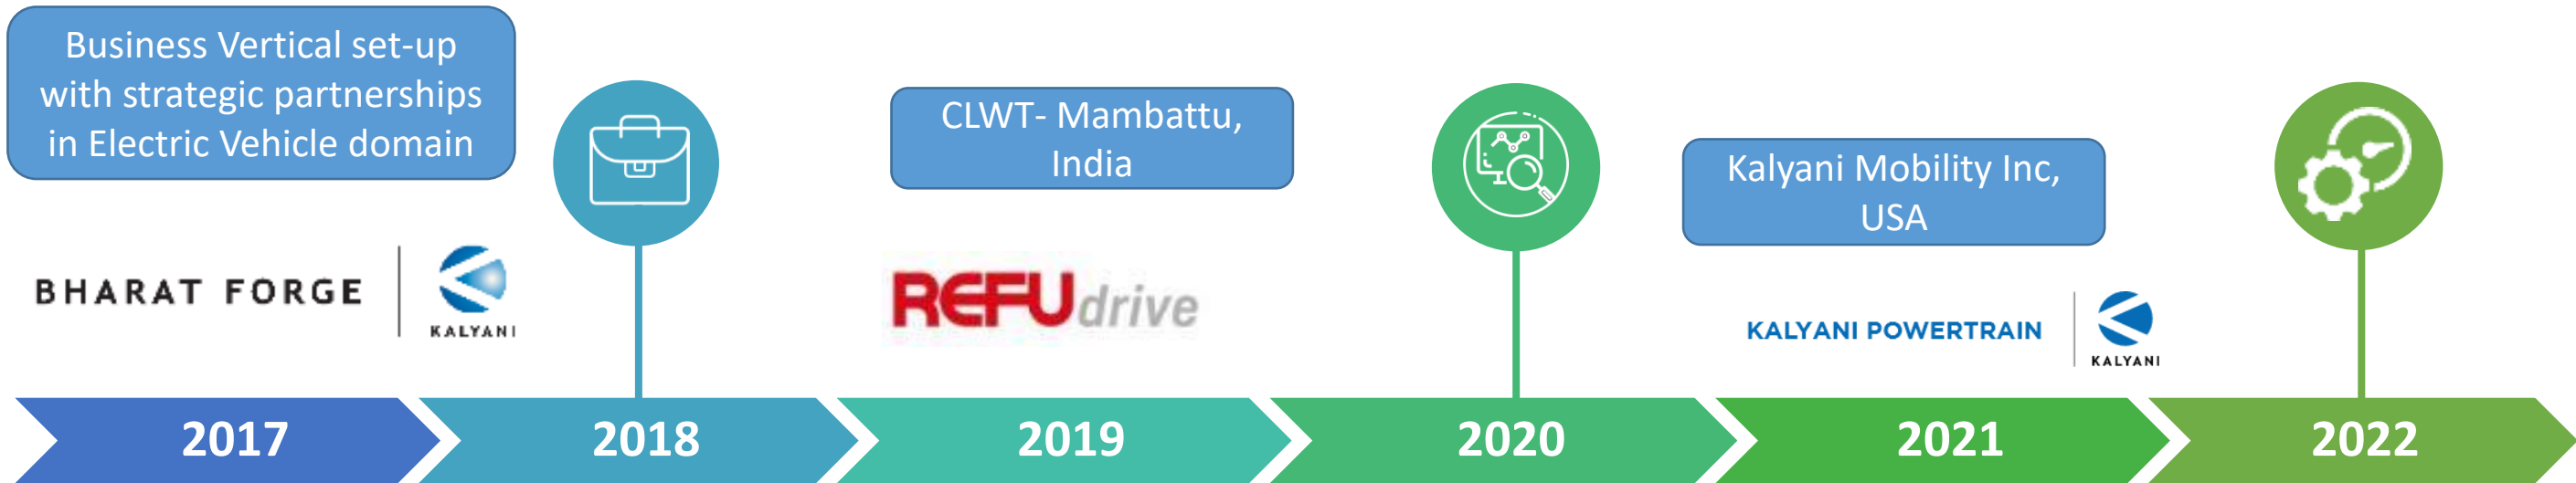 Business Vertical set-up
with strategic partnerships
in Electric Vehicle domain
BHARAT FORGE
KALYANI
CLWT- Mambattu,
India
REFUdrive
Kalyani Mobility Inc,
USA
KALYANI POWERTRAIN
KALYANI
2017
2018
2019
2020
2021
2022